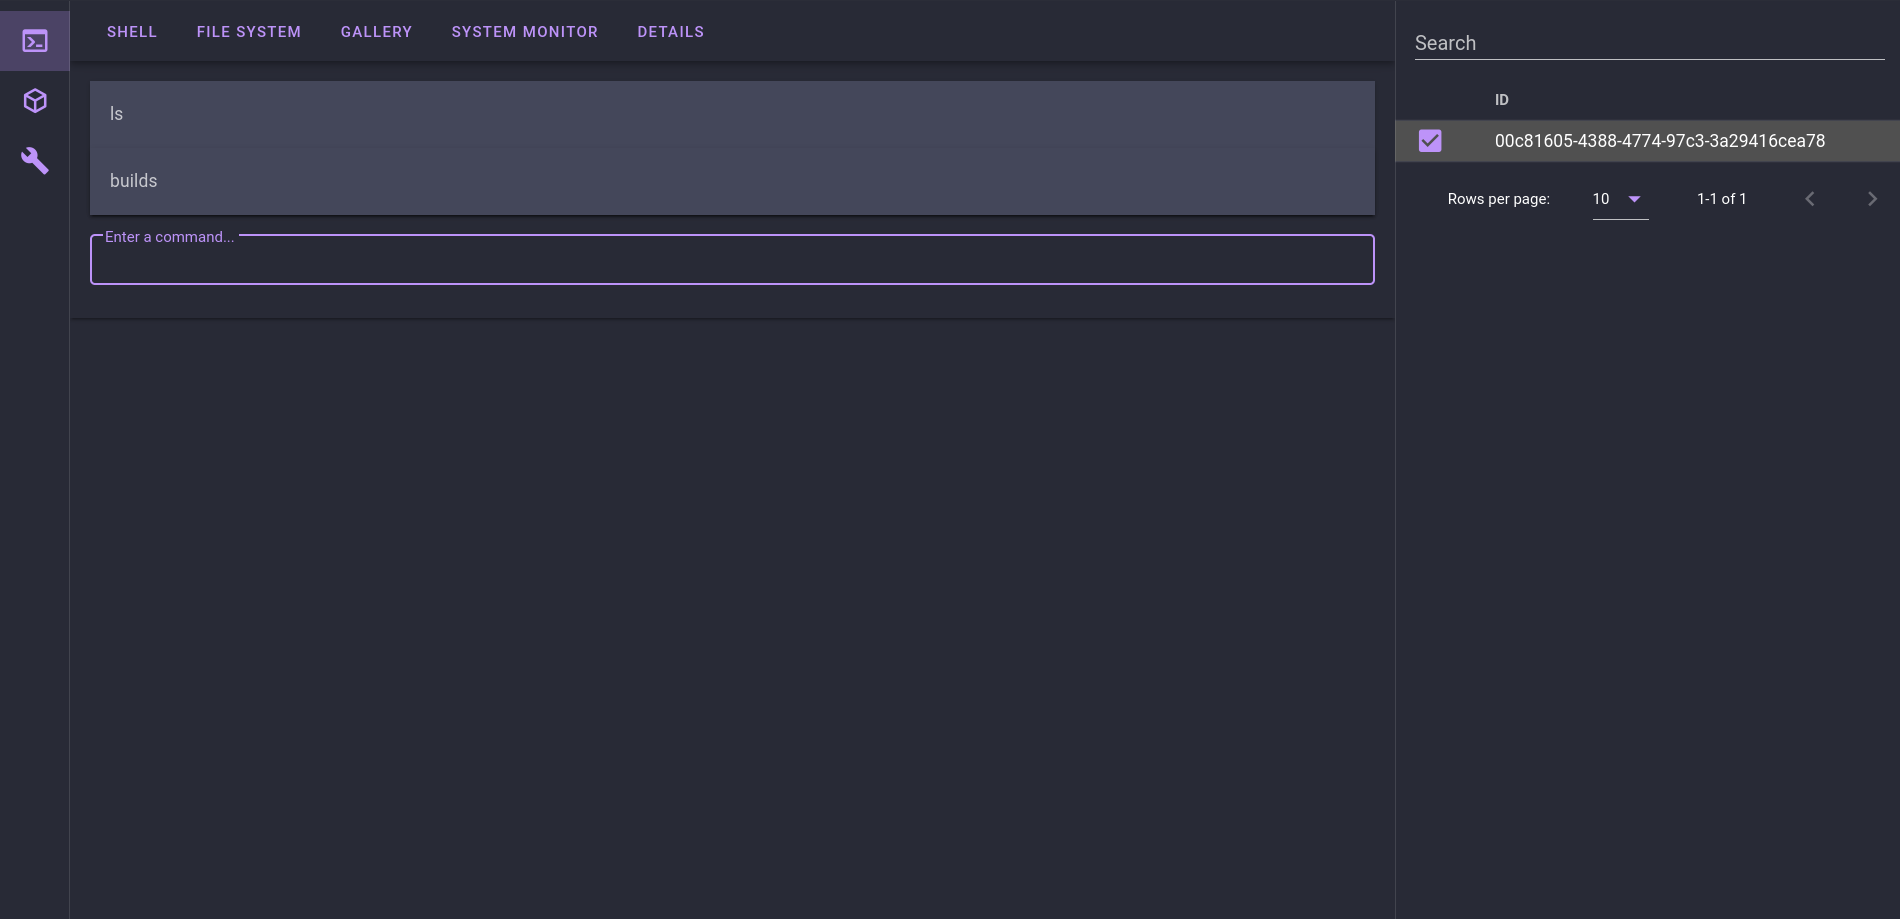 SHELL FILE SYSTEM GALLERY SYSTEM MONITOR DETAILS
ls
builds
Enter a command...
Search
ID
00c81605-4388-4774-97c3-3a29416cea78
Rows per page: 10 1-1 of 1